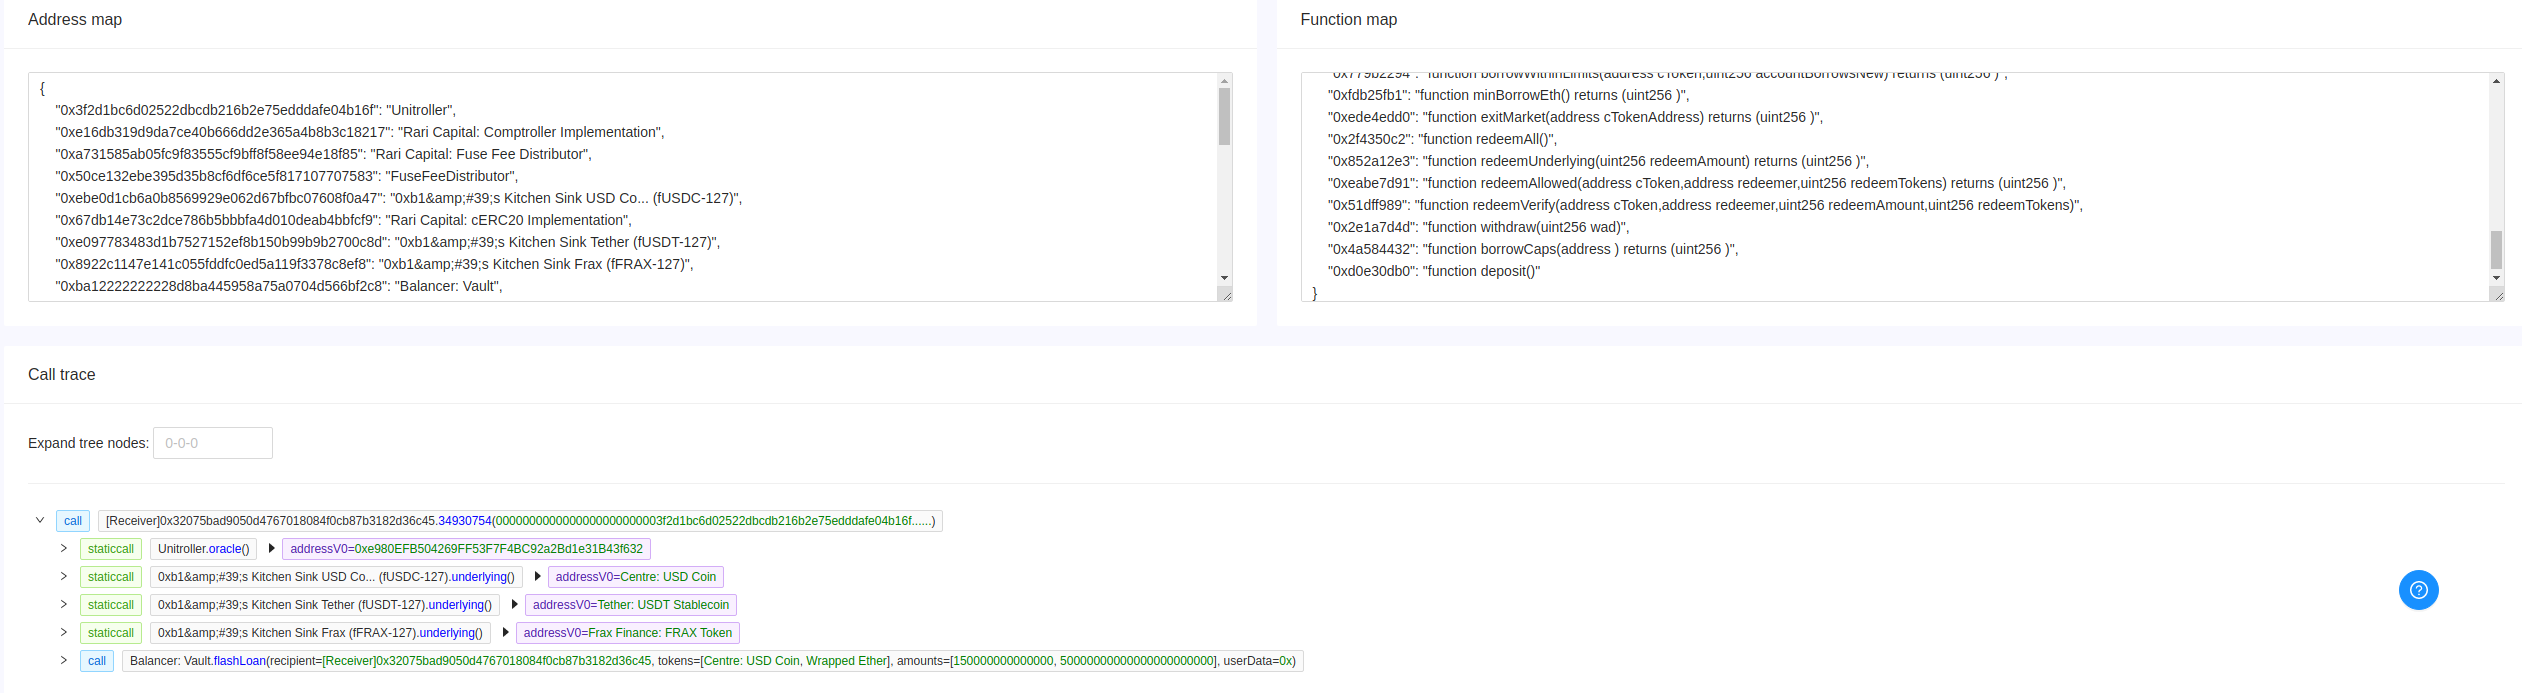 Address map
{
"0x3f2d1bc6d02522dbcdb216b2e75edddafe04b16f": "Unitroller",
"0xe16db319d9da7ce40b666dd2e365a4b8b3c18217": "Rari Capital: Comptroller Implementation",
"0xa731585ab05fc9f83555cf9bff8f58ee94e18f85": "Rari Capital: Fuse Fee Distributor",
"0x50ce132ebe395d35b8cf6df6ce5f817107707583": "FuseFeeDistributor",
"0xebe0d1cb6a0b8569929e062d67bfbc07608f0a47": "0xb1&amp;#39;s Kitchen Sink USD Co... (fUSDC-127)",
"0x67db14e73c2dce786b5bbbfa4d010deab4bbfcf9": "Rari Capital: cERC20 Implementation",
"0xe097783483d1b7527152ef8b150b99b9b2700c8d": "0xb1&amp;#39;s Kitchen Sink Tether (fUSDT-127)",
"0x8922c1147e141c055fddfc0ed5a119f3378c8ef8": "0xb1&amp;#39;s Kitchen Sink Frax (fFRAX-127)",
"0xba12222222228d8ba445958a75a0704d566bf2c8": "Balancer: Vault",
Function map
"0x779b2294": "function borrowWithinLimits(address cToken,uint256 accountBorrowsNew) returns (uint256 )",
"0xfdb25fb1": "function minBorrowEth() returns (uint256 )",
"0xede4edd0": "function exitMarket(address cTokenAddress) returns (uint256 )",
"0x2f4350c2": "function redeemAll()",
"0x852a12e3": "function redeemUnderlying(uint256 redeemAmount) returns (uint256 )",
"0xeabe7d91": "function redeemAllowed(address cToken,address redeemer,uint256 redeemTokens) returns (uint256 )",
"0x51dff989": "function redeemVerify(address cToken,address redeemer,uint256 redeemAmount,uint256 redeemTokens)",
"0x2e1a7d4d": "function withdraw(uint256 wad)",
"0x4a584432": "function borrowCaps(address ) returns (uint256 )",
"0xd0e30db0": "function deposit()"
}
Call trace
Expand tree nodes: 0-0-0
call [Receiver]0x32075bad9050d4767018084f0cb87b3182d36c45.34930754(0000000000000000000000003f2d1bc6d02522dbcdb216b2e75edddafe04b16f......)
staticcall Unitroller.oracle() addressV0=0xe980EFB504269FF53F7F4BC92a2Bd1e31B43f632
staticcall 0xb1&amp;#39;s Kitchen Sink USD Co... (fUSDC-127).underlying() addressV0=Centre: USD Coin
staticcall 0xb1&amp;#39;s Kitchen Sink Tether (fUSDT-127).underlying() addressV0=Tether: USDT Stablecoin
staticcall 0xb1&amp;#39;s Kitchen Sink Frax (fFRAX-127).underlying() addressV0=Frax Finance: FRAX Token
call Balancer: Vault.flashLoan(recipient=[Receiver]0x32075bad9050d4767018084f0cb87b3182d36c45, tokens=[Centre: USD Coin, Wrapped Ether], amounts=[150000000000000, 50000000000000000000000], userData=0x)